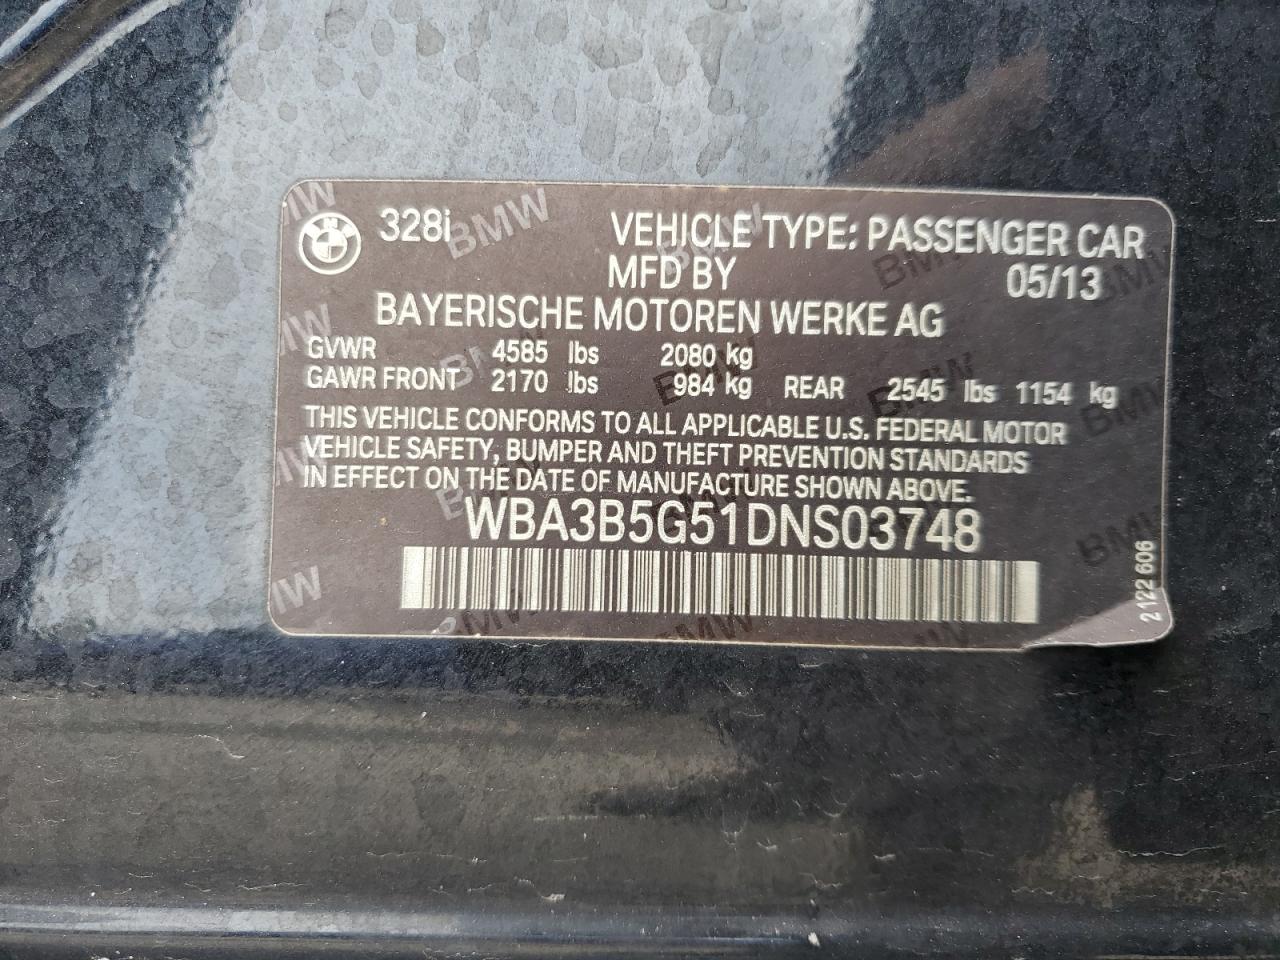 328i VEHICLE TYPE: PASSENGER CAR
MFD BY 05/13
BAYERISCHE MOTOREN WERKE AG
GVWR 4585 lbs 2080 kg
GAWR FRONT 2170 lbs 984 kg REAR 2545 lbs 1154 kg
THIS VEHICLE CONFORMS TO ALL APPLICABLE U.S. FEDERAL MOTOR
VEHICLE SAFETY, BUMPER AND THEFT PREVENTION STANDARDS
IN EFFECT ON THE DATE OF MANUFACTURE SHOWN ABOVE.
WBA3B5G51DNS03748
2 122 606